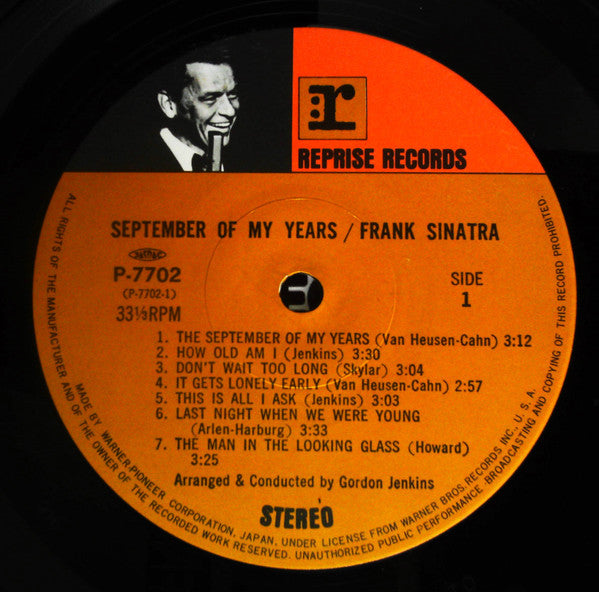 r
REPRISE RECORDS
SEPTEMBER OF MY YEARS / FRANK SINATRA
P-7702
(P-7702-1)
33⅓RPM
SIDE
1
1. THE SEPTEMBER OF MY YEARS (Van Heusen-Cahn) 3:12
2. HOW OLD AM I (Jenkins) 3:30
3. DON'T WAIT TOO LONG (Skylar) 3:04
4. IT GETS LONELY EARLY (Van Heusen-Cahn) 2:57
5. THIS IS ALL I ASK (Jenkins) 3:03
6. LAST NIGHT WHEN WE WERE YOUNG
(Arlen-Harburg) 3:33
7. THE MAN IN THE LOOKING GLASS (Howard)
3:25
Arranged & Conducted by Gordon Jenkins
STEREO
ALL RIGHTS OF THE MANUFACTURER AND OF THE OWNER OF THE RECORDED WORK RESERVED. UNAUTHORIZED PUBLIC PERFORMANCE·BROADCASTING AND COPYING OF THIS RECORD PROHIBITED.
MADE BY WARNER-PIONEER CORPORATION, JAPAN, UNDER LICENSE FROM WARNER BROS. RECORDS INC., U. S. A.